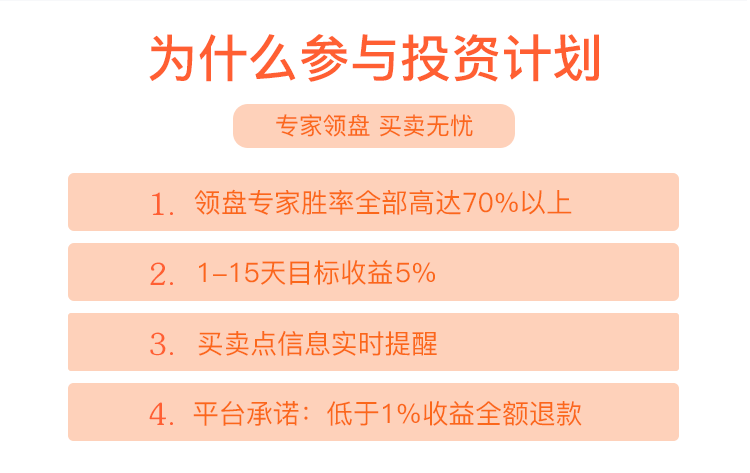 为什么参与投资计划
专家领盘 买卖无忧
1. 领盘专家胜率全部高达70%以上
2. 1-15天目标收益5%
3. 买卖点信息实时提醒
4. 平台承诺：低于1%收益全额退款